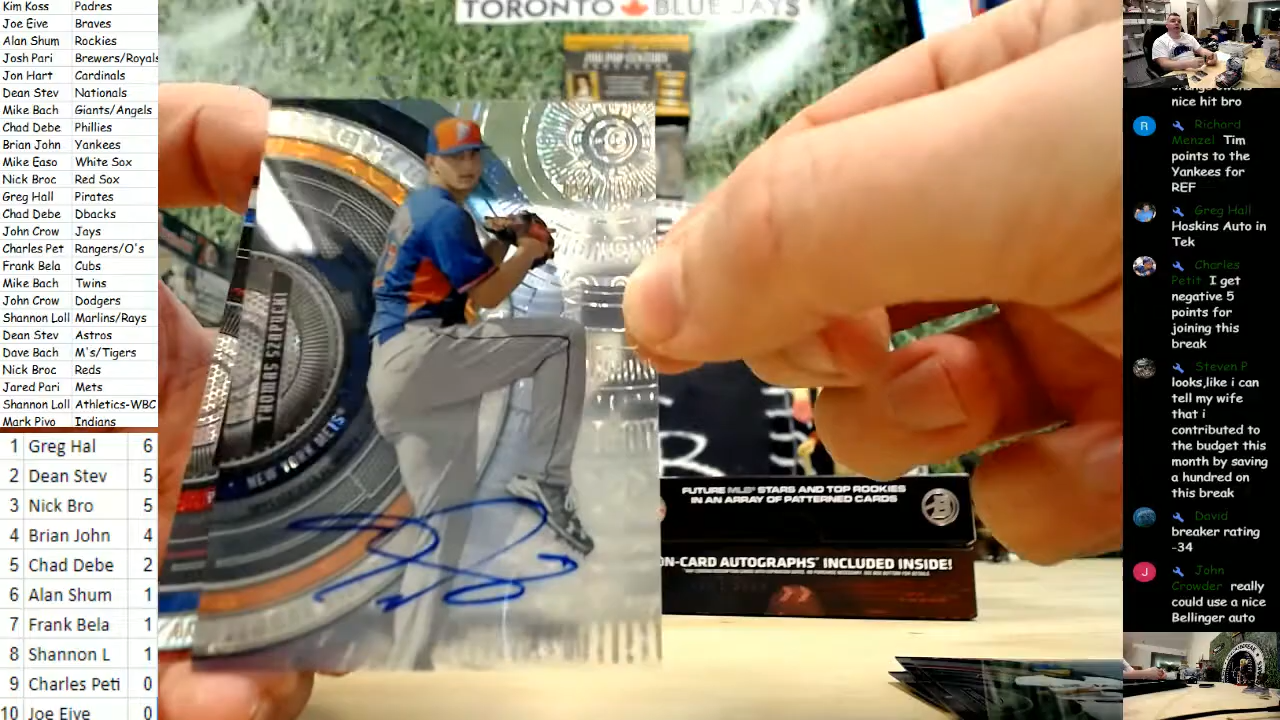 Kim Koss Padres
Joe Eive Braves
Alan Shum Rockies
Josh Pari Brewers/Royals
Jon Hart Cardinals
Dean Stev Nationals
Mike Bach Giants/Angels
Chad Debe Phillies
Brian John Yankees
Mike Easo White Sox
Nick Broc Red Sox
Greg Hall Pirates
Chad Debe Dbacks
John Crow Jays
Charles Pet Rangers/O's
Frank Bela Cubs
Mike Bach Twins
John Crow Dodgers
Shannon Loll Marlins/Rays
Dean Stev Astros
Dave Bach M's/Tigers
Nick Broc Reds
Jared Pari Mets
Shannon Loll Athletics-WBC
Mark Pivo Indians
1 Greg Hal 6
2 Dean Stev 5
3 Nick Bro 5
4 Brian John 4
5 Chad Debe 2
6 Alan Shum 1
7 Frank Bela 1
8 Shannon L 1
9 Charles Peti 0
10 Joe Eive 0
TORONTO BLUE JAYS
THOMAS SZAPUCKI
NEW YORK METS
FUTURE MLB STARS AND TOP ROOKIES
IN AN ARRAY OF PATTERNED CARDS
N-CARD AUTOGRAPHS INCLUDED INSIDE!
nice hit bro
R
Richard
Menzel Tim
points to the
Yankees for
REF
Greg Hall
Hoskins Auto in
Tek
Charles
Petit I get
negative 5
points for
joining this
break
Steven P
looks,like i can
tell my wife
that i
contributed to
the budget this
month by saving
a hundred on
this break
David
breaker rating
-34
J
John
Crowder really
could use a nice
Bellinger auto